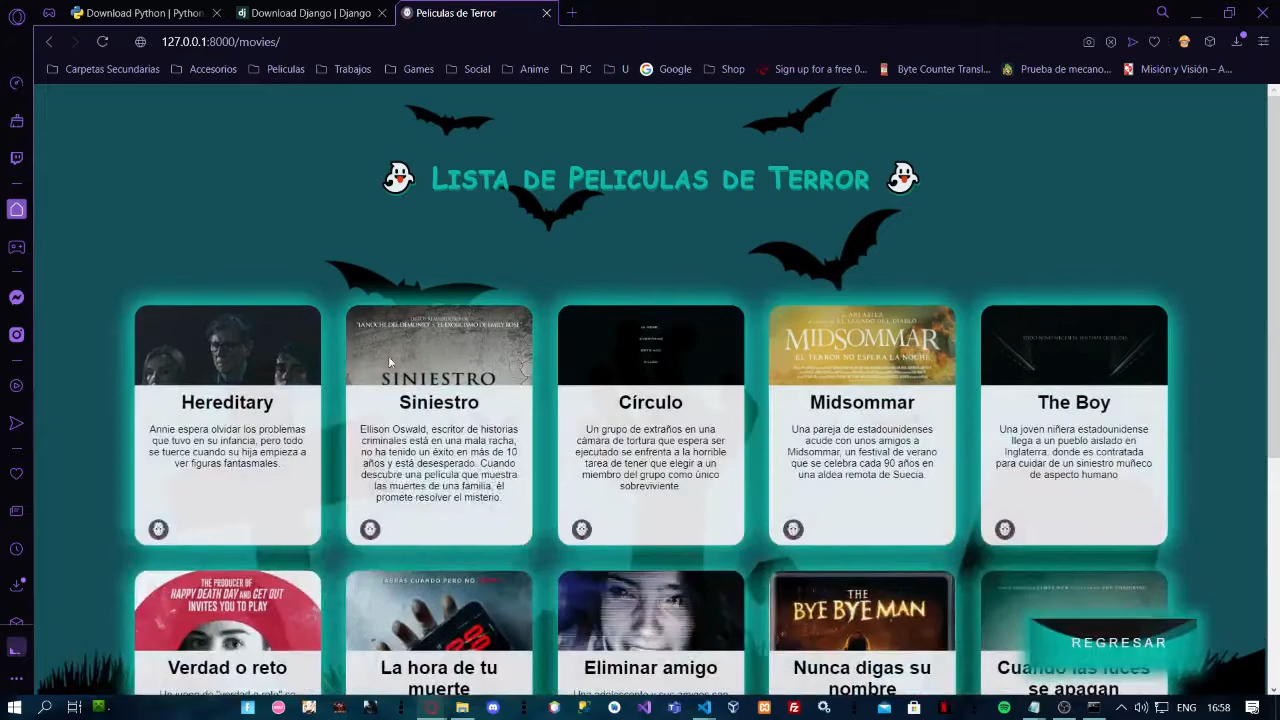 Download Python | Python.
Download Django | Django
Peliculas de Terror
127.0.0.1:8000/movies/
Carpetas Secundarias
Accesorios
Peliculas
Trabajos
Games
Social
Anime
PC
U
Google
Shop
Sign up for a free 0...
Byte Counter Transl...
Prueba de mecano...
Misión y Visión – A...
Lista de Peliculas de Terror
SINIESTRO
MIDSOMMAR
EL TERROR NO ESPERA LA NOCHE
Hereditary
Siniestro
Círculo
Midsommar
The Boy
Annie espera olvidar los problemas
que tuvo en su infancia, pero todo
se tuerce cuando su hija empieza a
ver figuras fantasmales.
Ellison Oswald, escritor de historias
criminales está en una mala racha,
no ha tenido un éxito en más de 10
años y está desesperado. Cuando
descubre una película que muestra
las muertes de una familia, él
promete resolver el misterio.
Un grupo de extraños en una
cámara de tortura que espera ser
ejecutado se enfrenta a la horrible
tarea de tener que elegir a un
miembro del grupo como único
sobreviviente.
Una pareja de estadounidenses
acude con unos amigos a
Midsommar, un festival de verano
que se celebra cada 90 años en
una aldea remota de Suecia.
Una joven niñera estadounidense
llega a un pueblo aislado en
Inglaterra, donde es contratada
para cuidar de un siniestro muñeco
de aspecto humano
THE PRODUCER OF
HAPPY DEATH DAY AND GET OUT
INVITES YOU TO PLAY
THE
BYE BYE MAN
REGRESAR
Verdad o reto
La hora de tu
muerte
Eliminar amigo
Nunca digas su
nombre
Cuando las luces
se apagan
ENG
16:58